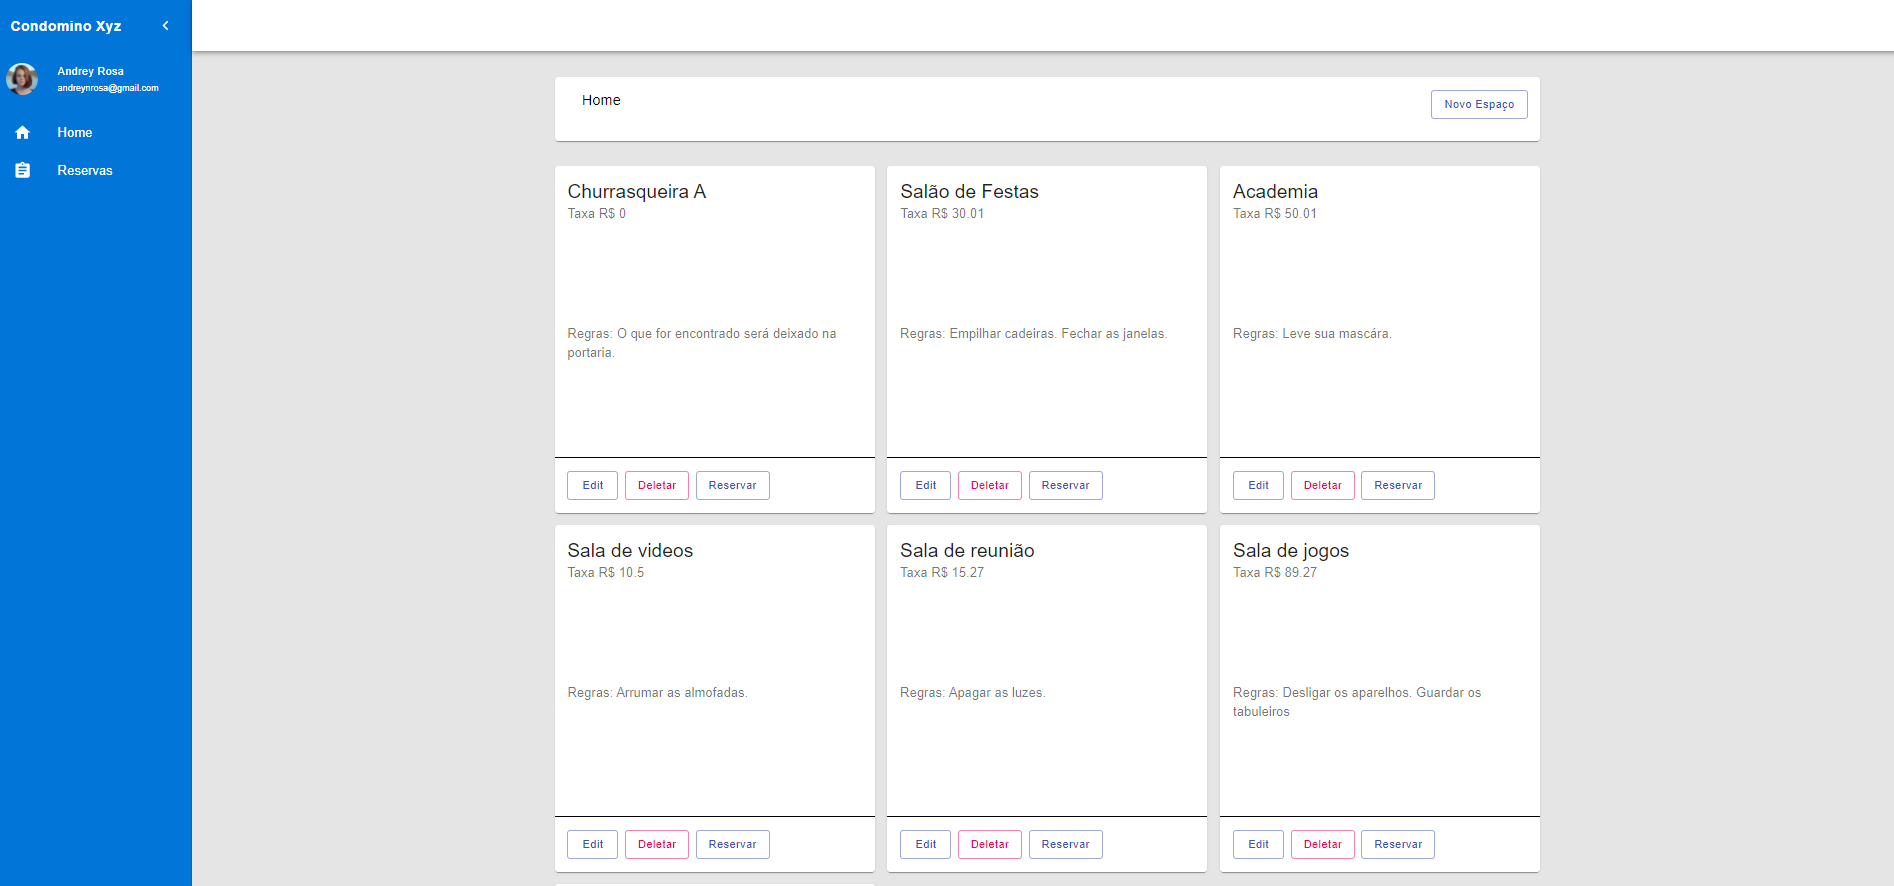 Condomino Xyz
Andrey Rosa
andreynrosa@gmail.com
Home
Reservas
Home
Novo Espaço
Churrasqueira A
Taxa R$ 0
Regras: O que for encontrado será deixado na
portaria.
Edit
Deletar
Reservar
Salão de Festas
Taxa R$ 30.01
Regras: Empilhar cadeiras. Fechar as janelas.
Edit
Deletar
Reservar
Academia
Taxa R$ 50.01
Regras: Leve sua mascára.
Edit
Deletar
Reservar
Sala de videos
Taxa R$ 10.5
Regras: Arrumar as almofadas.
Edit
Deletar
Reservar
Sala de reunião
Taxa R$ 15.27
Regras: Apagar as luzes.
Edit
Deletar
Reservar
Sala de jogos
Taxa R$ 89.27
Regras: Desligar os aparelhos. Guardar os
tabuleiros
Edit
Deletar
Reservar